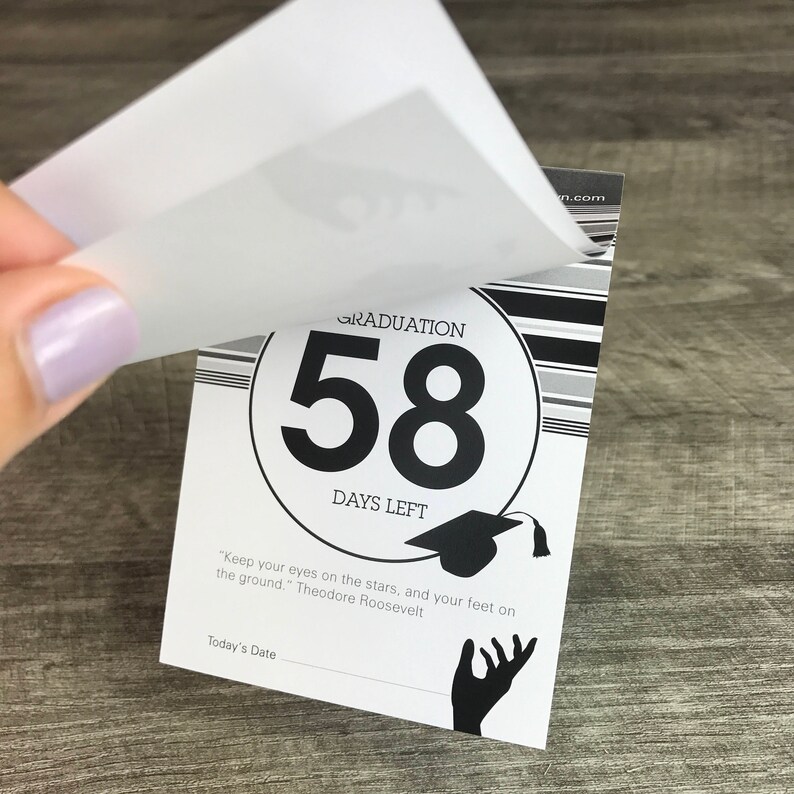 GRADUATION
58
DAYS LEFT
“Keep your eyes on the stars, and your feet on
the ground.” Theodore Roosevelt
Today's Date